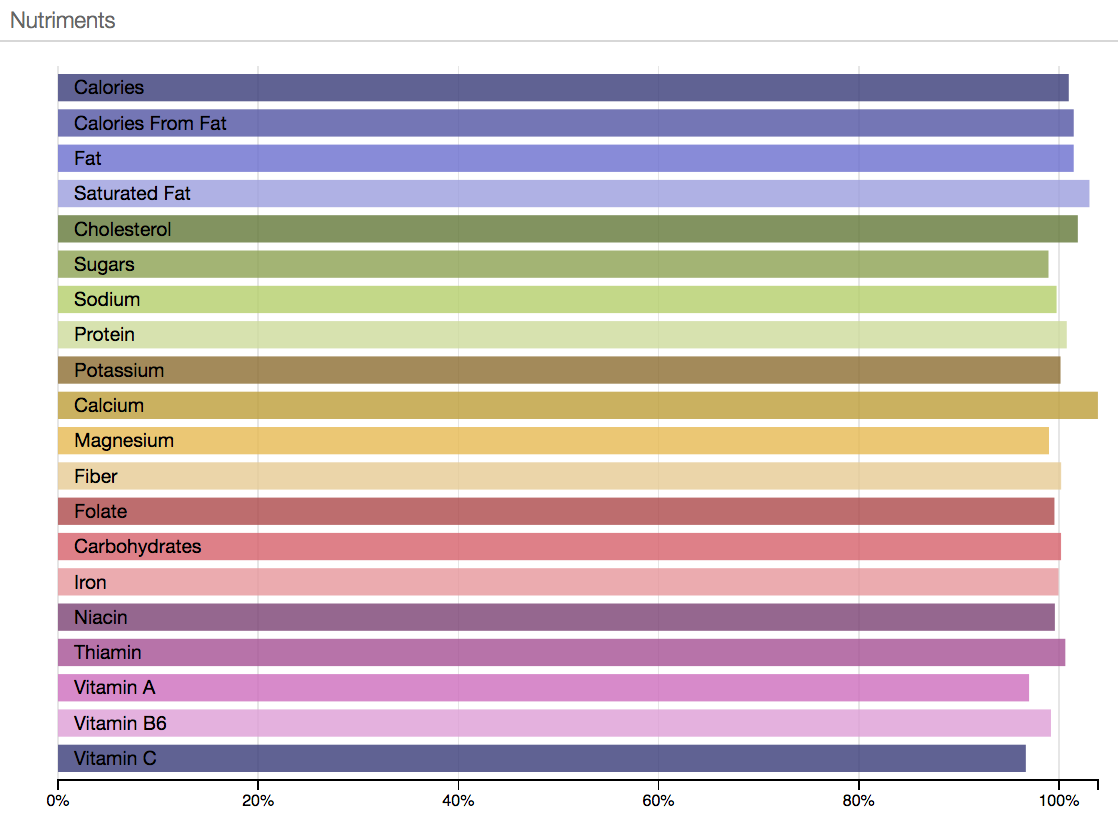 Nutriments
Calories
Calories From Fat
Fat
Saturated Fat
Cholesterol
Sugars
Sodium
Protein
Potassium
Calcium
Magnesium
Fiber
Folate
Carbohydrates
Iron
Niacin
Thiamin
Vitamin A
Vitamin B6
Vitamin C
0% 20% 40% 60% 80% 100%